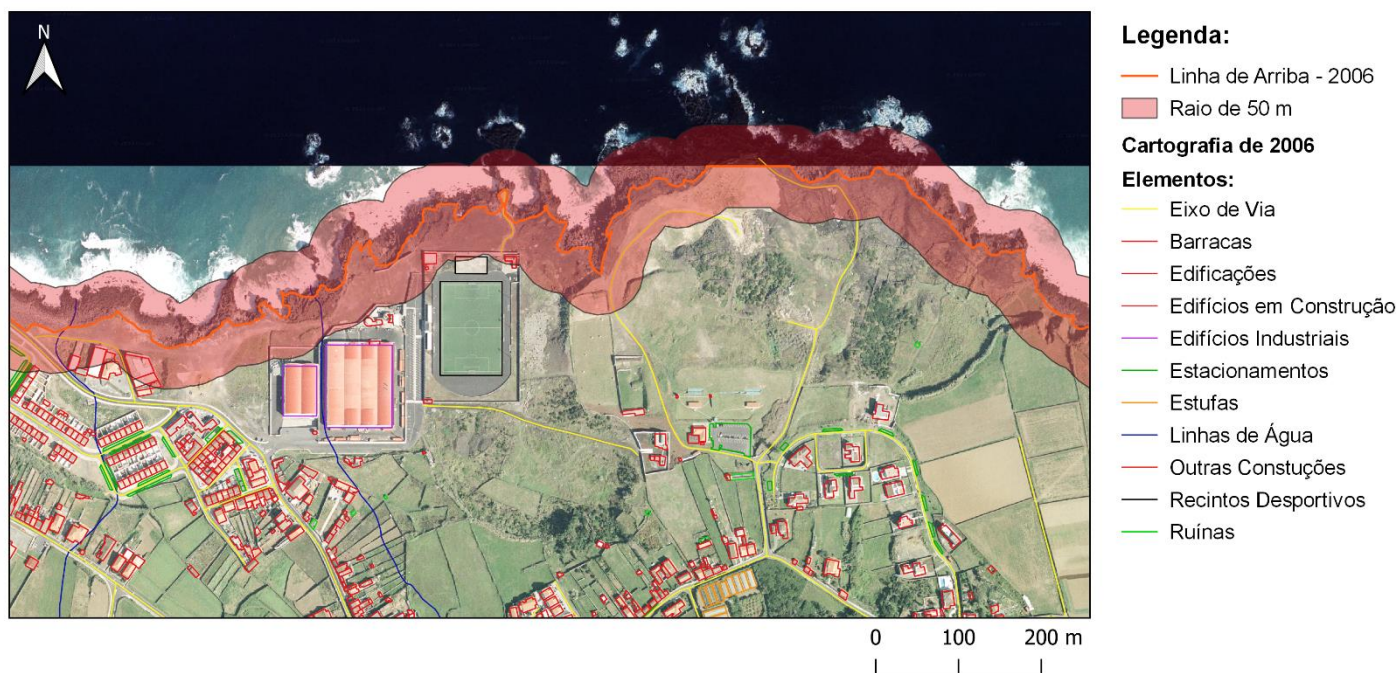 N
Legenda:
Linha de Arriba - 2006
Raio de 50 m
Cartografia de 2006
Elementos:
Eixo de Via
Barracas
Edificações
Edifícios em Construção
Edifícios Industriais
Estacionamentos
Estufas
Linhas de Água
Outras Constuções
Recintos Desportivos
Ruínas
0 100 200 m